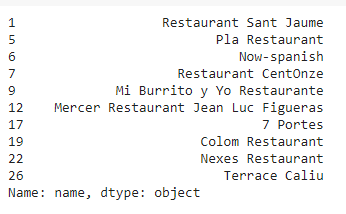 1 Restaurant Sant Jaume
5 Pla Restaurant
6 Now-spanish
7 Restaurant CentOnze
9 Mi Burrito y Yo Restaurante
12 Mercer Restaurant Jean Luc Figueras
17 7 Portes
19 Colom Restaurant
22 Nexes Restaurant
26 Terrace Caliu
Name: name, dtype: object